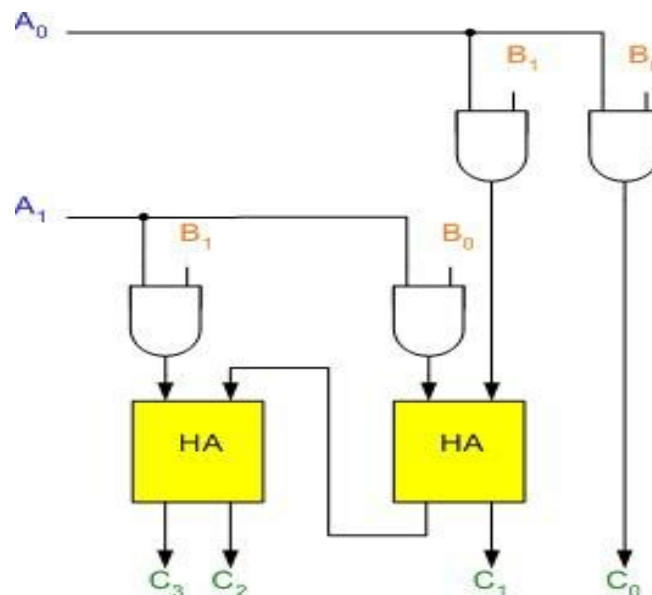 A₀
B₁ B
A₁
B₁ B₀
HA HA
C₃ C₂ C₁ C₀